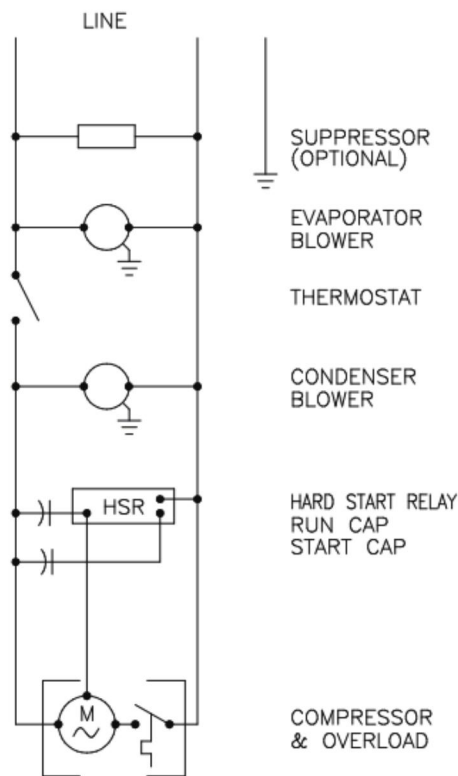 LINE
SUPPRESSOR
(OPTIONAL)
EVAPORATOR
BLOWER
THERMOSTAT
CONDENSER
BLOWER
HSR
HARD START RELAY
RUN CAP
START CAP
M
COMPRESSOR
& OVERLOAD